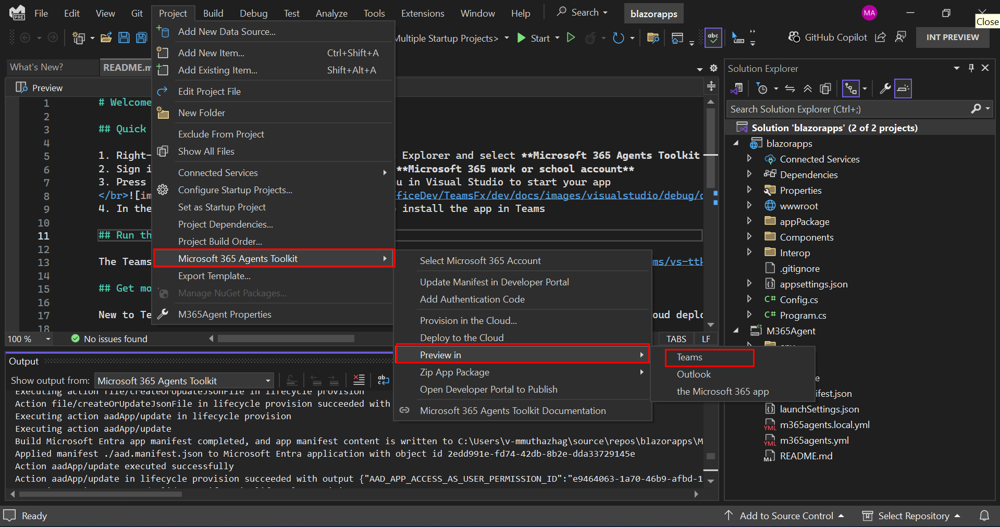 File
Edit
View
Git
Project
Build
Debug
Test
Analyze
Tools
Extensions
Window
Help
Search
blazorapps
MA
Close
PRE
Multiple Startup Projects>
Start
GitHub Copilot
INT PREVIEW
What's New?
README.m
Preview
Add New Data Source...
Add New Item... Ctrl+Shift+A
Add Existing Item... Shift+Alt+A
Edit Project File
New Folder
Exclude From Project
Show All Files
Connected Services
Configure Startup Projects...
Set as Startup Project
Project Dependencies...
Project Build Order...
Microsoft 365 Agents Toolkit
Export Template...
Manage NuGet Packages...
M365Agent Properties
1 # Welcome
2
3 ## Quick
4
5 1. Right- Explorer and select **Microsoft 365 Agents Toolkit
6 2. Sign i **Microsoft 365 work or school account**
7 3. Press u in Visual Studio to start your app
8 </br>![im fficeDev/TeamsFx/dev/docs/images/visualstudio/debug/
9 4. In the install the app in Teams
10
11 ## Run th
12
13 The Teams ms/vs-ttk
14
15 ## Get mo
16
17 New to Te oud depl
18
Select Microsoft 365 Account
Update Manifest in Developer Portal
Add Authentication Code
Provision in the Cloud...
Deploy to the Cloud
Preview in
Zip App Package
Open Developer Portal to Publish
Microsoft 365 Agents Toolkit Documentation
Teams
Outlook
the Microsoft 365 app
100 %
No issues found
TABS
LF
Output
Show output from: Microsoft 365 Agents Toolkit
Executing action file/createOrUpdateJsonFile in lifecycle provision
Action file/createOrUpdateJsonFile in lifecycle provision succeeded with
Executing action aadApp/update in lifecycle provision
Executing action aadApp/update
Build Microsoft Entra app manifest completed, and app manifest content is written to C:\Users\v-mmuthazhag\source\repos\blazorapps\M
Applied manifest ./aad.manifest.json to Microsoft Entra application with object id 2edd991e-fd74-42db-8b2e-dda33729145e
Action aadApp/update executed successfully
Action aadApp/update in lifecycle provision succeeded with output {"AAD_APP_ACCESS_AS_USER_PERMISSION_ID":"e9464063-1a70-46b9-afbd-1
Solution Explorer
Search Solution Explorer (Ctrl+;)
Solution 'blazorapps' (2 of 2 projects)
blazorapps
Connected Services
Dependencies
Properties
wwwroot
appPackage
Components
Interop
.gitignore
appsettings.json
C# Config.cs
C# Program.cs
M365Agent
launchSettings.json
m365agents.local.yml
m365agents.yml
README.md
Ready
Add to Source Control
Select Repository